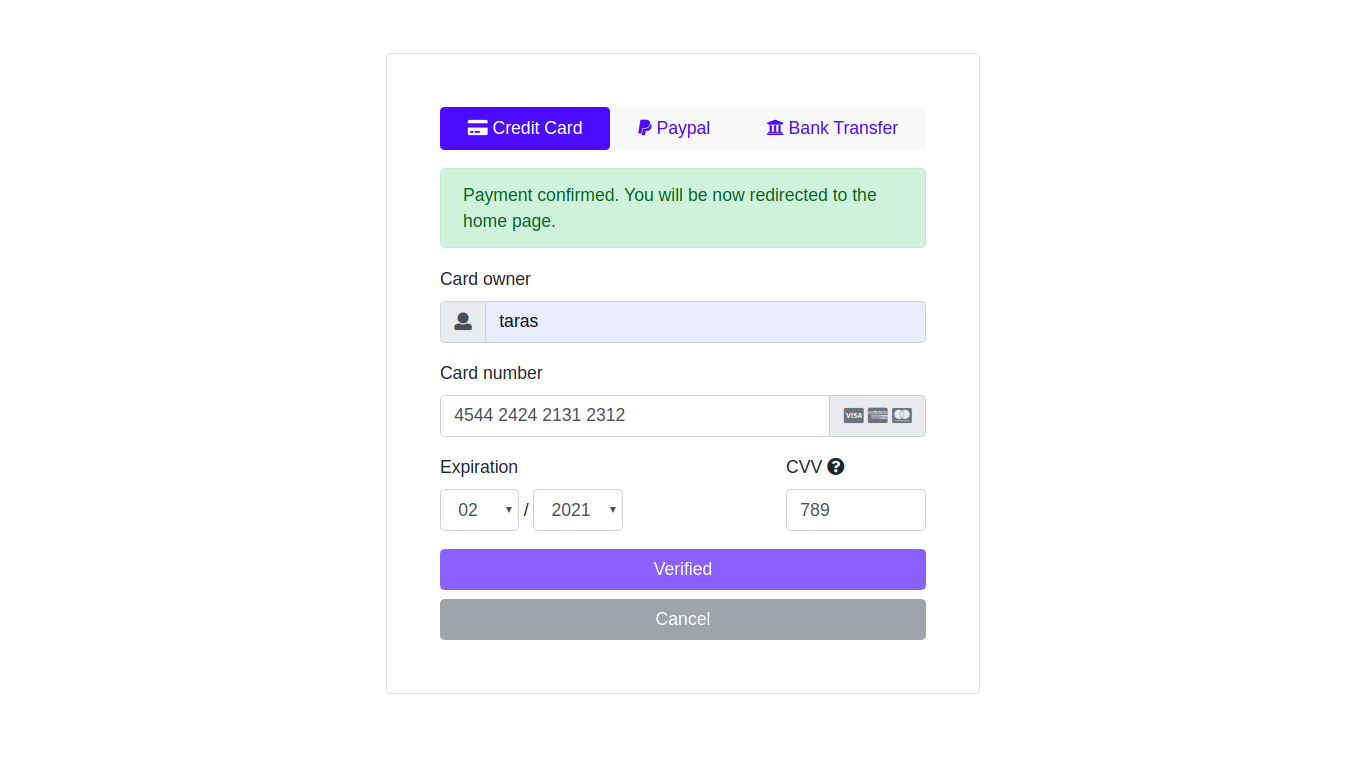 Credit Card Paypal Bank Transfer
Payment confirmed. You will be now redirected to the
home page.
Card owner
taras
Card number
4544 2424 2131 2312
VISA
Expiration
CVV
02 / 2021
789
Verified
Cancel